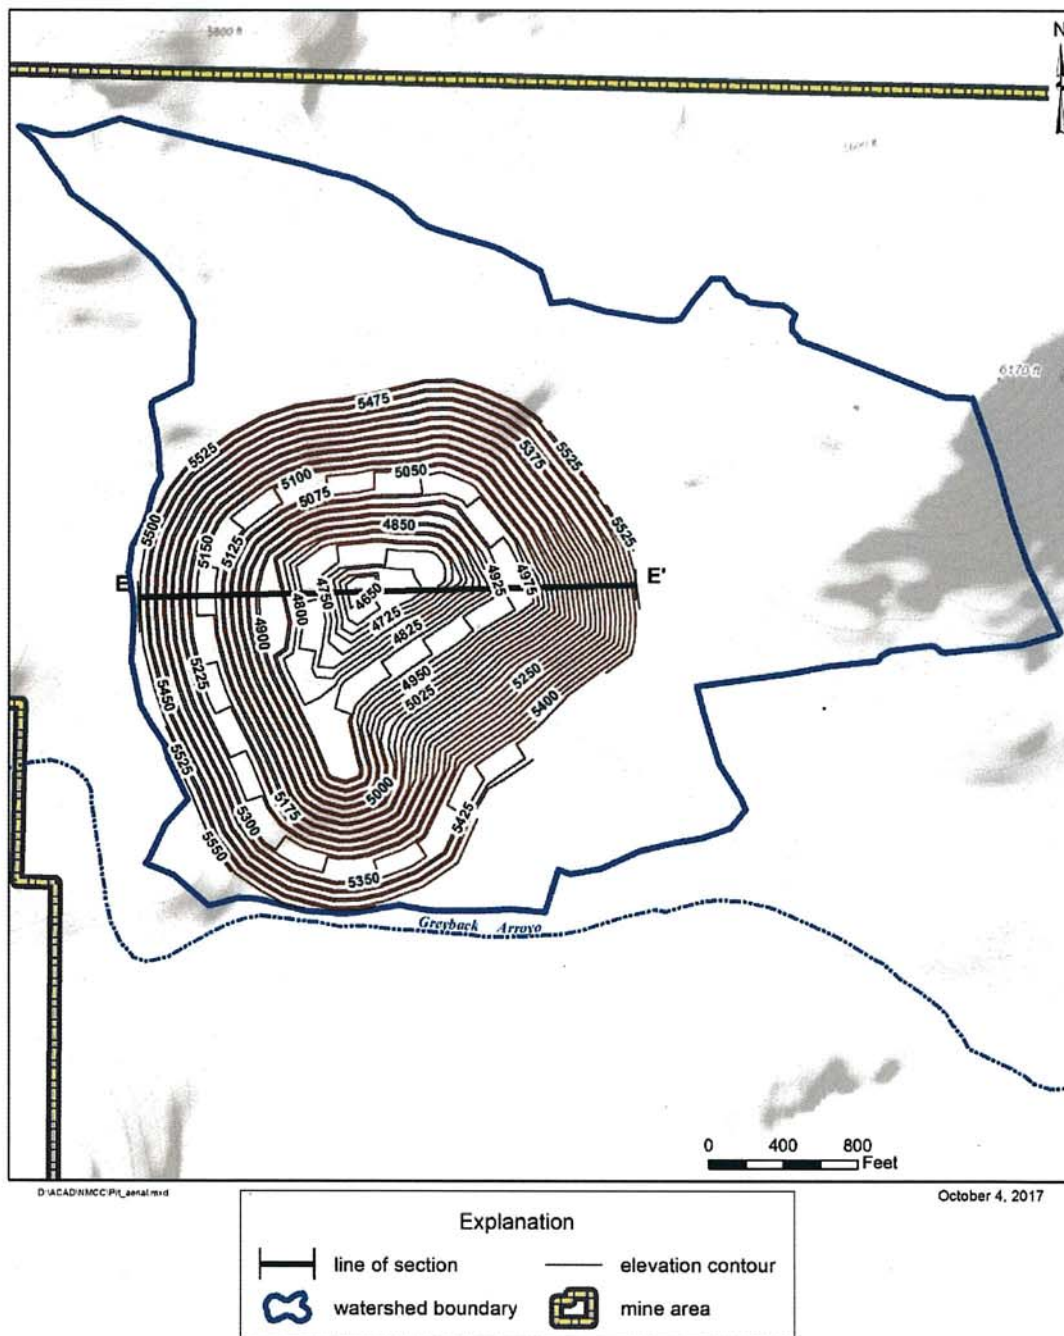 5800 ft
N
5600 ft
6170 ft
5475
5525
5375
5525
5100
5050
5075
5500
5525
4850
5150
5125
4925
4975
E
E'
4750
4650
4800
4725
4900
4825
5225
4950
5250
5025
5400
5450
5525
5000
5175
5425
5300
5550
5350
Greyback Arroyo
0 400 800
Feet
D:\ACAD\NMCC\Pit_aerial.mxd
October 4, 2017
Explanation
line of section
elevation contour
watershed boundary
mine area